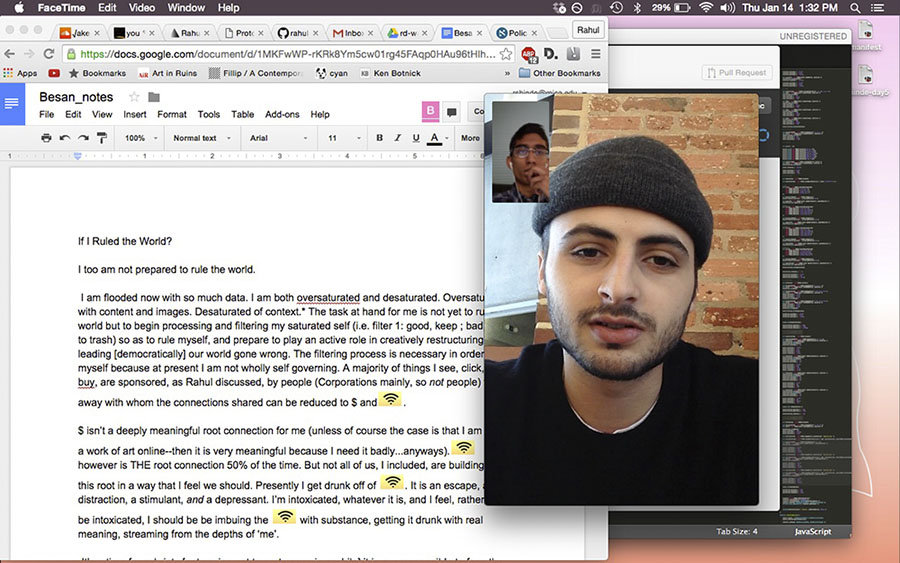 FaceTime Edit Video Window Help
29% Thu Jan 14 1:32 PM
.Jake
you
Rahul
Proto
rahul
Inbox
rd-w
Besan
Polic
Rahul
https://docs.google.com/document/d/1MKFwWP-rKRk8Ym5cw01rg45FAqp0HAu96tHlh...
ABP
12
Apps Bookmarks AiR Art in Ruins Fillip / A Contempor cyan Ken Botnick » Other Bookmarks
Besan_notes
File Edit View Insert Format Tools Table Add-ons Help
B
100% Normal text Arial 11 B I U A More
1 1 2 3 4
UNREGISTERED
Pull Request
manifest
If I Ruled the World?
I too am not prepared to rule the world.
I am flooded now with so much data. I am both oversaturated and desaturated. Oversatu
with content and images. Desaturated of context.* The task at hand for me is not yet to ru
world but to begin processing and filtering my saturated self (i.e. filter 1: good, keep ; bad
to trash) so as to rule myself, and prepare to play an active role in creatively restructuring
leading [democratically] our world gone wrong. The filtering process is necessary in order
myself because at present I am not wholly self governing. A majority of things I see, click,
buy, are sponsored, as Rahul discussed, by people (Corporations mainly, so not people)
away with whom the connections shared can be reduced to $ and .
$ isn't a deeply meaningful root connection for me (unless of course the case is that I am
a work of art online--then it is very meaningful because I need it badly...anyways).
however is THE root connection 50% of the time. But not all of us, I included, are building
this root in a way that I feel we should. Presently I get drunk off of . It is an escape, a
distraction, a stimulant, and a depressant. I'm intoxicated, whatever it is, and I feel, rather
be intoxicated, I should be be imbuing the with substance, getting it drunk with real
meaning, streaming from the depths of 'me'.
Tab Size: 4 JavaScript